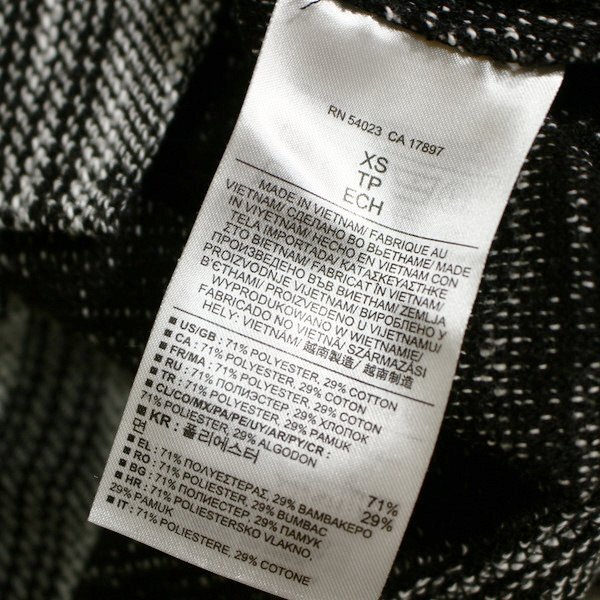 RN 54023 CA 17897
XS
TP
ECH
MADE IN VIETNAM/ FABRIQUE AU
VIETNAM/ СДЕЛАНО ВО ВЬЕТНАМЕ/ MADE
IN VIYETNAM/ HECHO EN VIETNAM CON
TELA IMPORTADA/ ΚΑΤΑΣΚΕΥΑΣΤΗΚΕ
ΣΤΟ ΒΙΕΤΝΑΜ/ FABRICAT ÎN VIETNAM/
ПРОИЗВЕДЕНО ВЪВ ВИЕТНАМ/ ZEMLJA
PROIZVODNJE VIJETNAM/ ВИРОБЛЕНО У
В'ЄТНАМІ/ PROIZVEDENO U VIJETNAMU/
WYPRODUKOWANO W WIETNAMIE/
FABRICADO NO VIETNÃ/ SZÁRMAZÁSI
HELY: VIETNÁM/ 越南製造/ 越南制造
■ US/GB: 71% POLYESTER, 29% COTTON
■ CA: 71% POLYESTER, 29% COTTON
■ FR/MA: 71% POLYESTER, 29% COTON
■ RU: 71% ПОЛИЭСТЕР, 29% ХЛОПОК
■ TR: 71% POLYESTER, 29% PAMUK
■ CL/CO/MX/PA/PE/UY/AR/PY/CR:
71% POLIESTER, 29% ALGODON
■ KR: 폴리에스터 71%
면 29%
■ EL: 71% ΠΟΛΥΕΣΤΕΡΑΣ, 29% ΒΑΜΒΑΚΕΡΟ
■ RO: 71% POLIESTER, 29% BUMBAC
■ BG: 71% ПОЛИЕСТЕР, 29% ПАМУК
■ HR: 71% POLIESTERSKO VLAKNO,
29% PAMUK
■ IT: 71% POLIESTERE, 29% COTONE